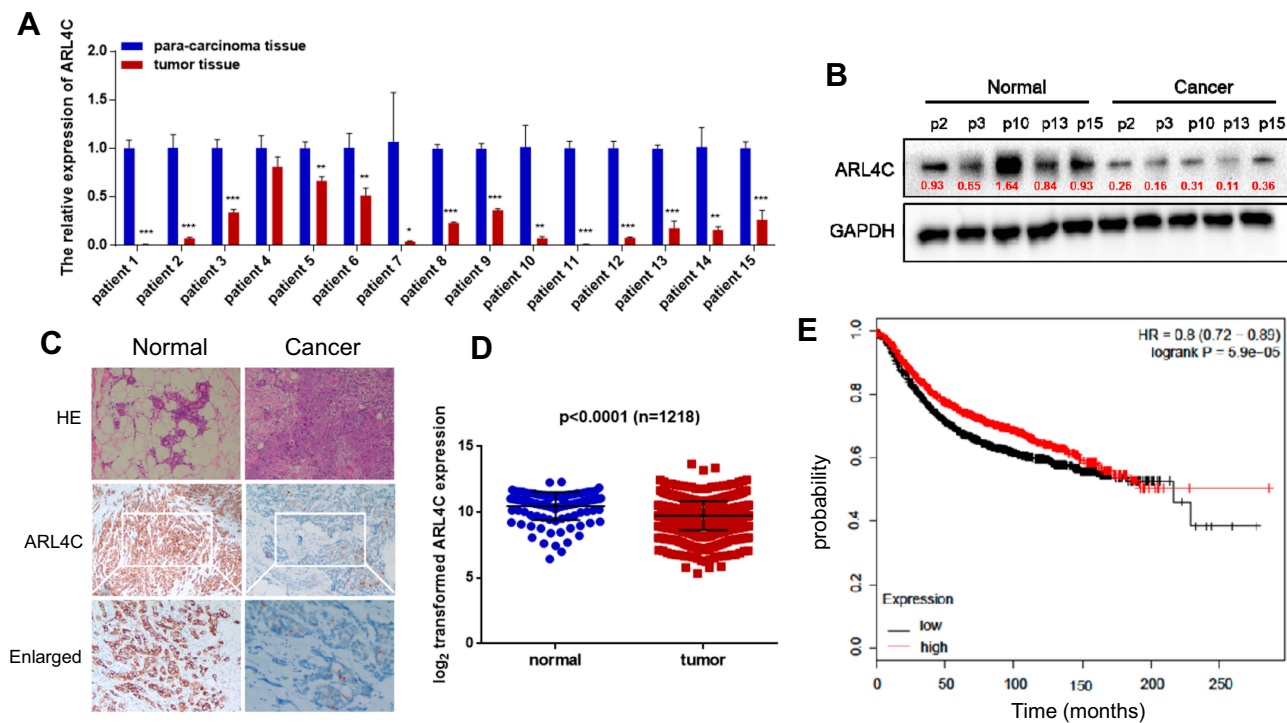 A
The relative expression of ARL4C
para-carcinoma tissue
tumor tissue
2.0
1.5
1.0
0.5
0.0
***
***
***
**
**
*
***
***
**
***
***
***
**
***
patient 1
patient 2
patient 3
patient 4
patient 5
patient 6
patient 7
patient 8
patient 9
patient 10
patient 11
patient 12
patient 13
patient 14
patient 15
B
Normal Cancer
p2 p3 p10 p13 p15 p2 p3 p10 p13 p15
ARL4C
0.93 0.65 1.64 0.84 0.93 0.26 0.16 0.31 0.11 0.36
GAPDH
C
Normal Cancer
HE
ARL4C
Enlarged
D
p<0.0001 (n=1218)
log2 transformed ARL4C expression
15
10
5
0
normal tumor
E
HR = 0.8 (0.72 − 0.89)
logrank P = 5.9e−05
probability
1.0
0.8
0.6
0.4
0.2
0.0
Expression
low
high
0 50 100 150 200 250
Time (months)